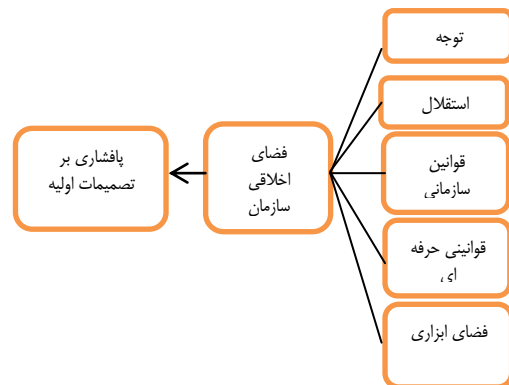 توجه
استقلال
قوانین
سازمانی
قوانینی حرفه
ای
فضای ابزاری
فضای
اخلاقی
سازمان
پافشاری بر
تصمیمات اولیه